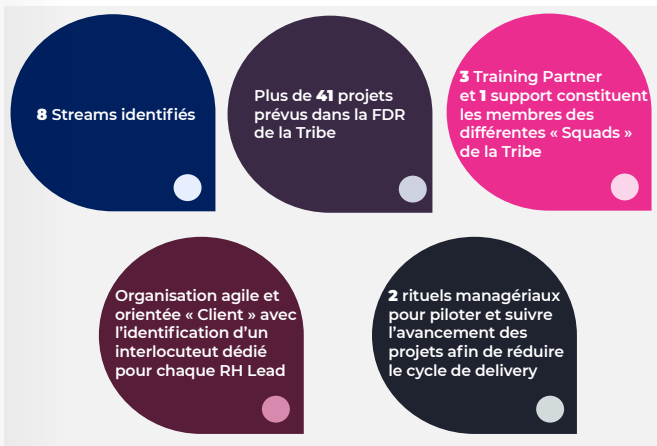 8 Streams identifiés
Plus de 41 projets
prévus dans la FDR
de la Tribe
3 Training Partner
et 1 support constituent
les membres des
différentes « Squads »
de la Tribe
Organisation agile et
orientée « Client » avec
l’identification d’un
interlocuteut dédié
pour chaque RH Lead
2 rituels managériaux
pour piloter et suivre
l’avancement des
projets afin de réduire
le cycle de delivery